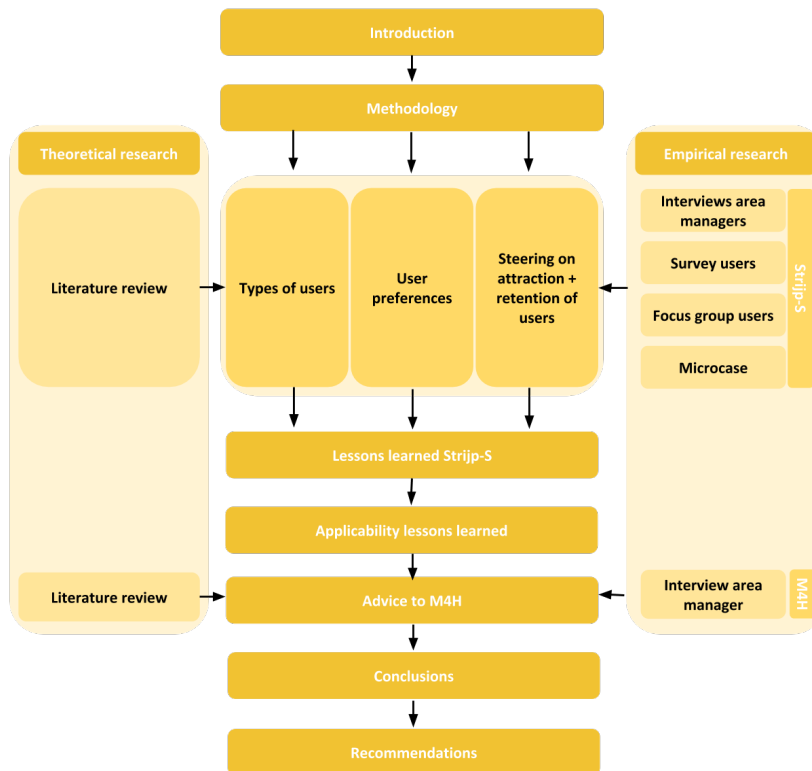 Introduction
Methodology
Theoretical research
Empirical research
Literature review
Types of users
User
preferences
Steering on
attraction +
retention of
users
Interviews area
managers
Survey users
Focus group users
Microcase
Strijp-S
Lessons learned Strijp-S
Applicability lessons learned
Literature review
Advice to M4H
Interview area
manager
M4H
Conclusions
Recommendations